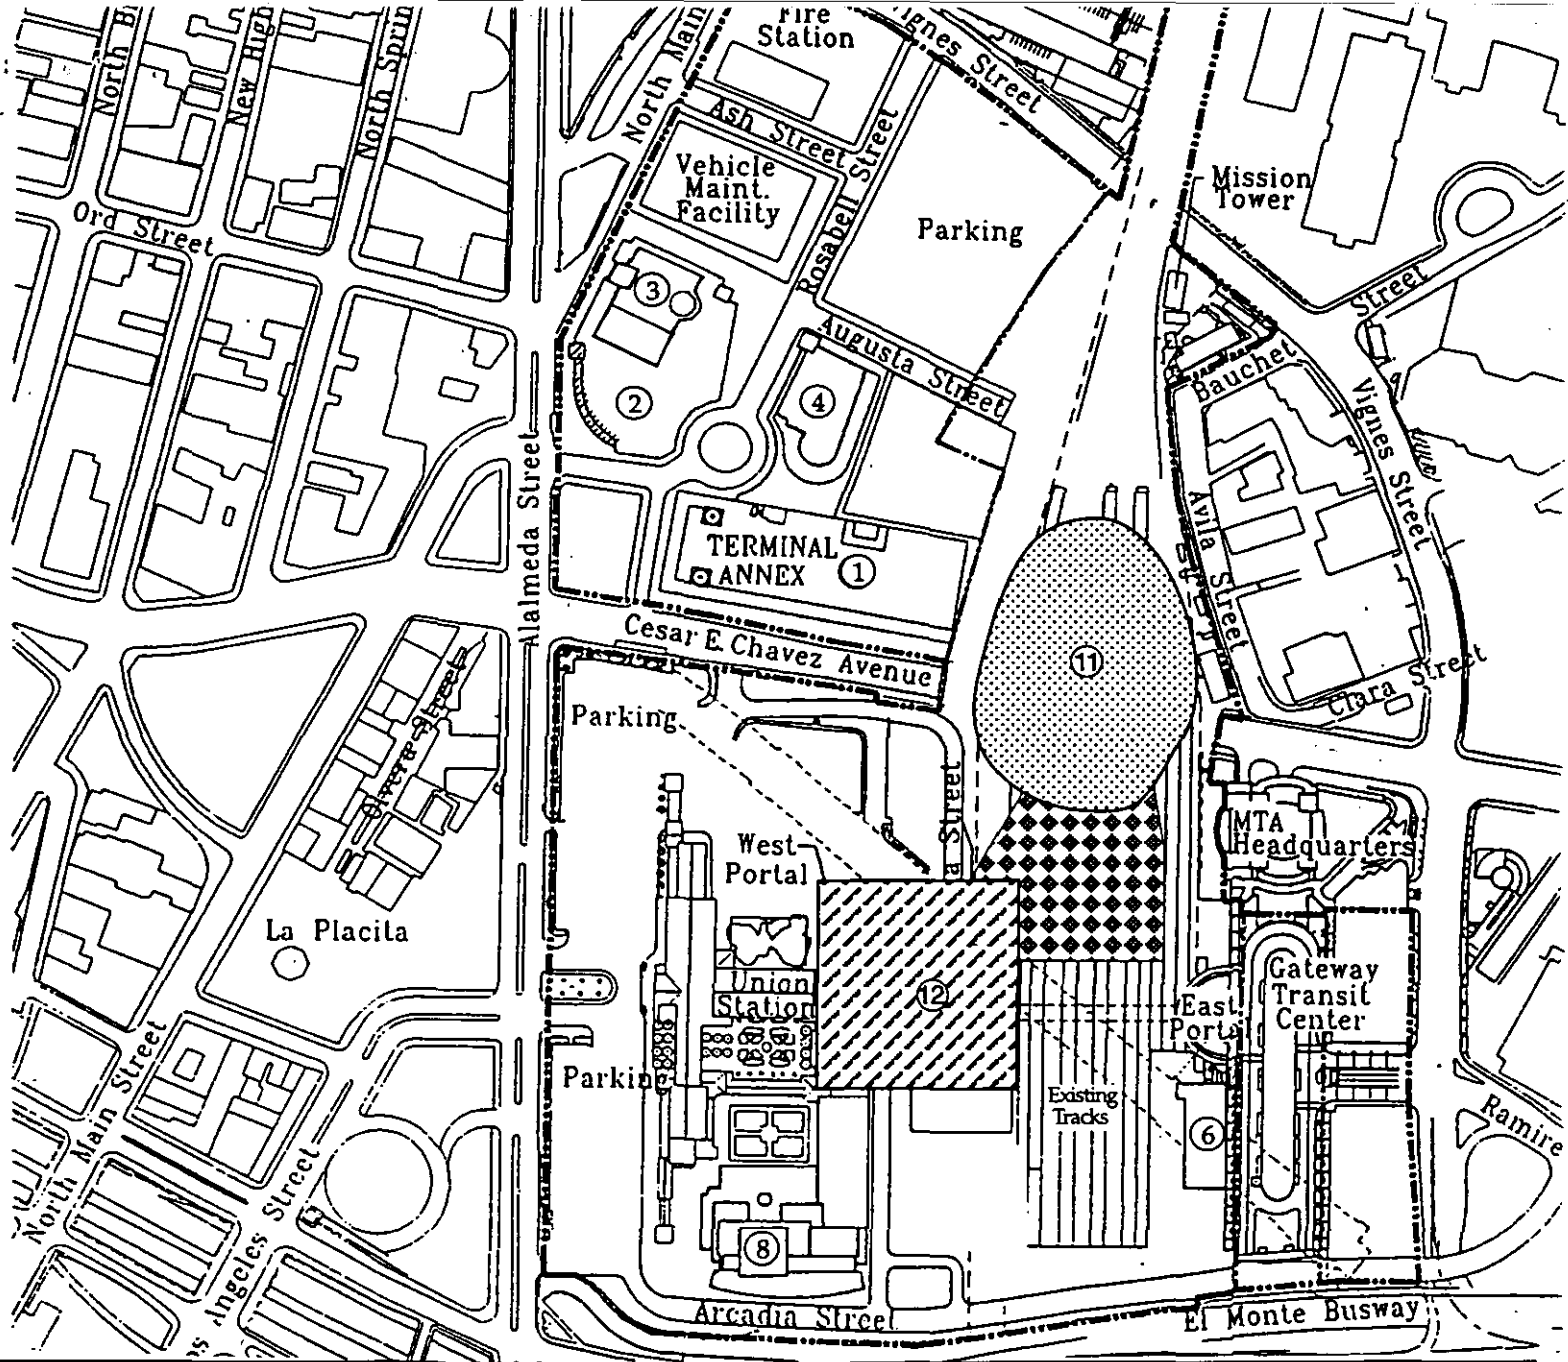 Fire
Station
Vignes Street
North Main
North
New High
North Sprin
Ash Street
Vehicle
Maint.
Facility
Rosabell Street
Parking
Mission
Tower
Ord Street
Street
3
Augusta Street
Bauchet
2
4
Vignes Street
Alalmeda Street
TERMINAL
ANNEX
1
Avila Street
Cesar E. Chavez Avenue
11
Clara Street
Olvera Street
Parking
Street
MTA
Headquarters
West
Portal
La Placita
Union
Station
12
Gateway
Transit
Center
East
Portal
Parking
Existing
Tracks
6
Ramire
North Main Street
Angeles Street
8
Arcadia Street
El Monte Busway